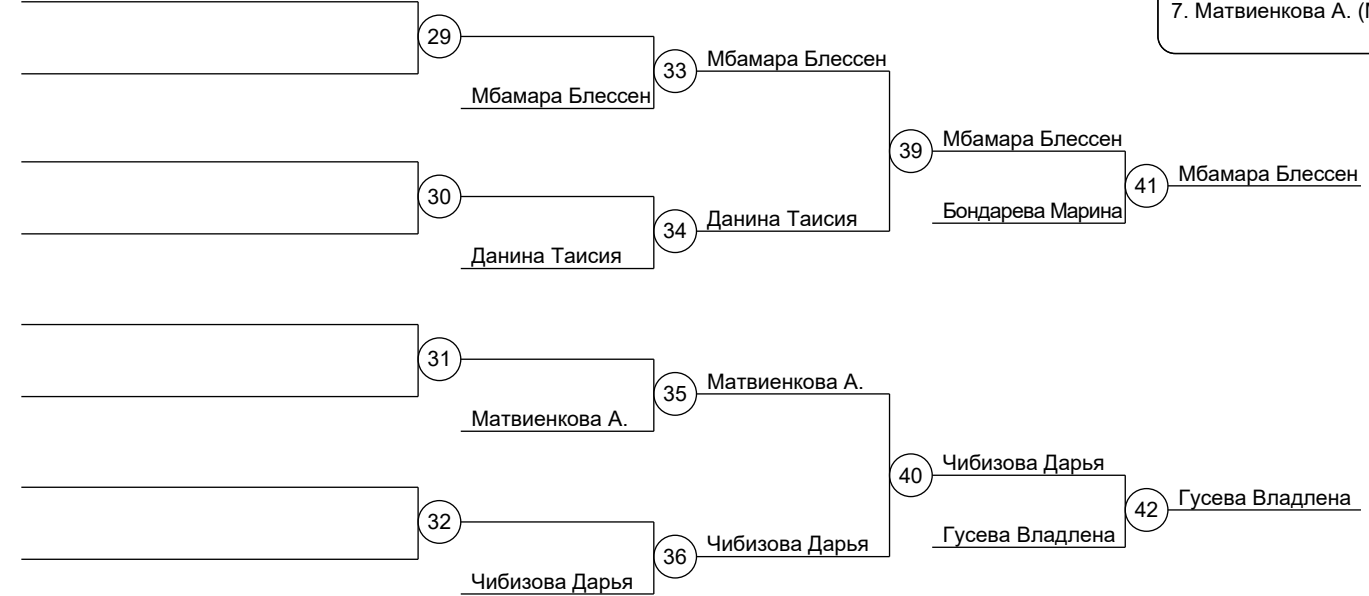 7. Матвиенкова А.
29
33
Мбамара Блессен
Мбамара Блессен
39
Мбамара Блессен
41
Мбамара Блессен
30
Бондарева Марина
34
Данина Таисия
Данина Таисия
31
35
Матвиенкова А.
Матвиенкова А.
40
Чибизова Дарья
42
Гусева Владлена
32
Гусева Владлена
36
Чибизова Дарья
Чибизова Дарья